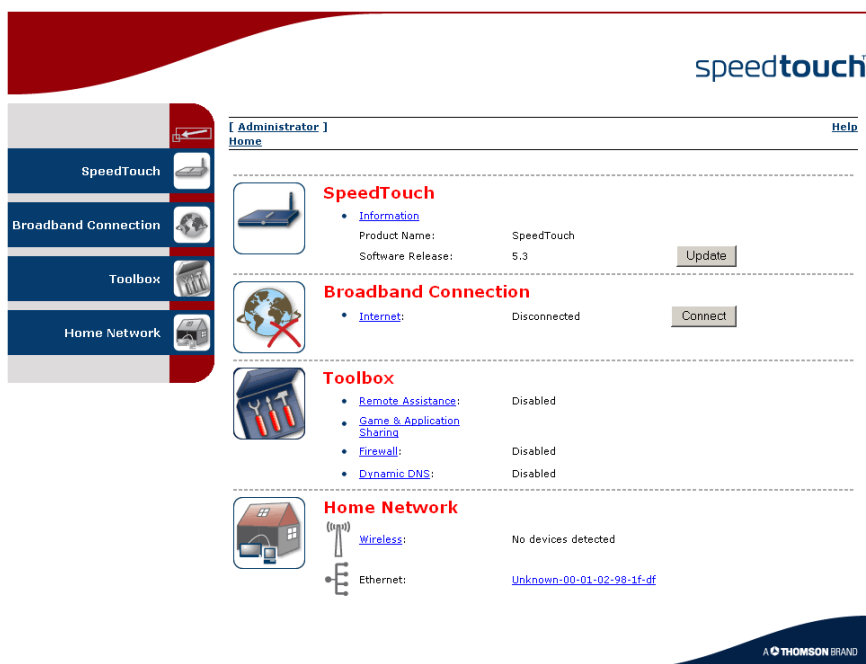 speedtouch
[ Administrator ]
Help
Home
SpeedTouch
Broadband Connection
Toolbox
Home Network
SpeedTouch
Information
Product Name: SpeedTouch
Software Release: 5.3
Update
Broadband Connection
Internet: Disconnected
Connect
Toolbox
Remote Assistance: Disabled
Game & Application
Sharing
Firewall: Disabled
Dynamic DNS: Disabled
Home Network
Wireless: No devices detected
Ethernet: Unknown-00-01-02-98-1f-df
A THOMSON BRAND